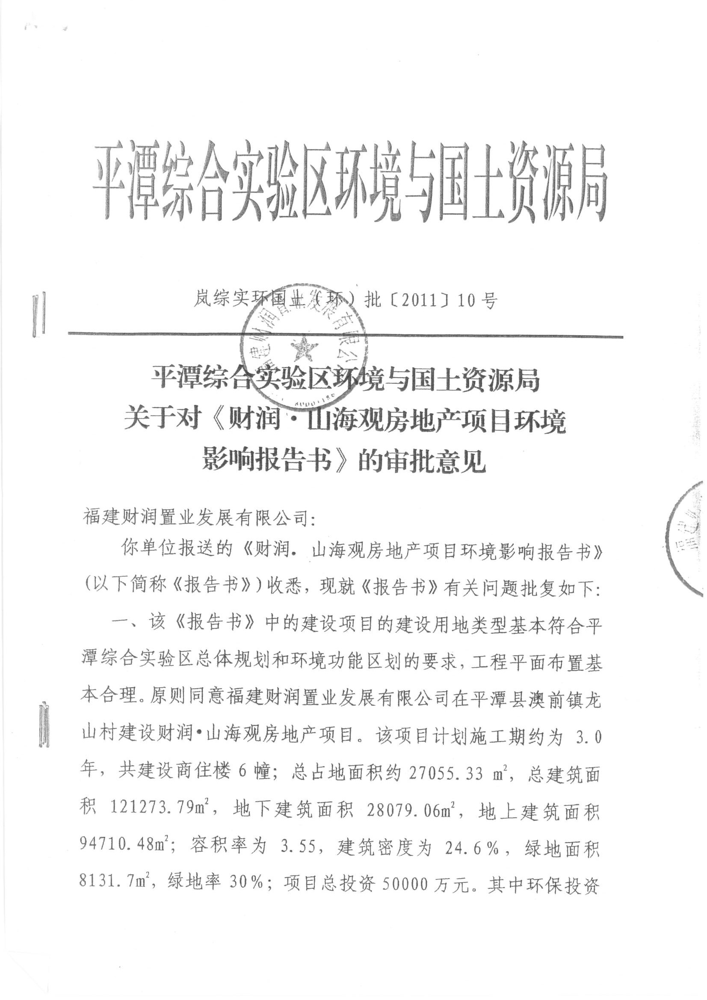 平潭综合实验区环境与国土资源局
岚综实环国业（环）批〔2011〕10号
建财润置业发展有限公
平潭综合实验区环境与国土资源局
关于对《财润·山海观房地产项目环境
影响报告书》的审批意见
福建财润置业发展有限公司：
你单位报送的《财润．山海观房地产项目环境影响报告书》
(以下简称《报告书》)收悉，现就《报告书》有关问题批复如下：
一、该《报告书》中的建设项目的建设用地类型基本符合平
潭综合实验区总体规划和环境功能区划的要求，工程平面布置基
本合理。原则同意福建财润置业发展有限公司在平潭县澳前镇龙
山村建设财润•山海观房地产项目。该项目计划施工期约为 3.0
年，共建设商住楼 6 幢；总占地面积约 27055.33 m²，总建筑面
积 121273.79m²，地下建筑面积 28079.06m²，地上建筑面积
94710.48m²；容积率为 3.55，建筑密度为 24.6%，绿地面积
8131.7m²，绿地率 30%；项目总投资 50000 万元。其中环保投资